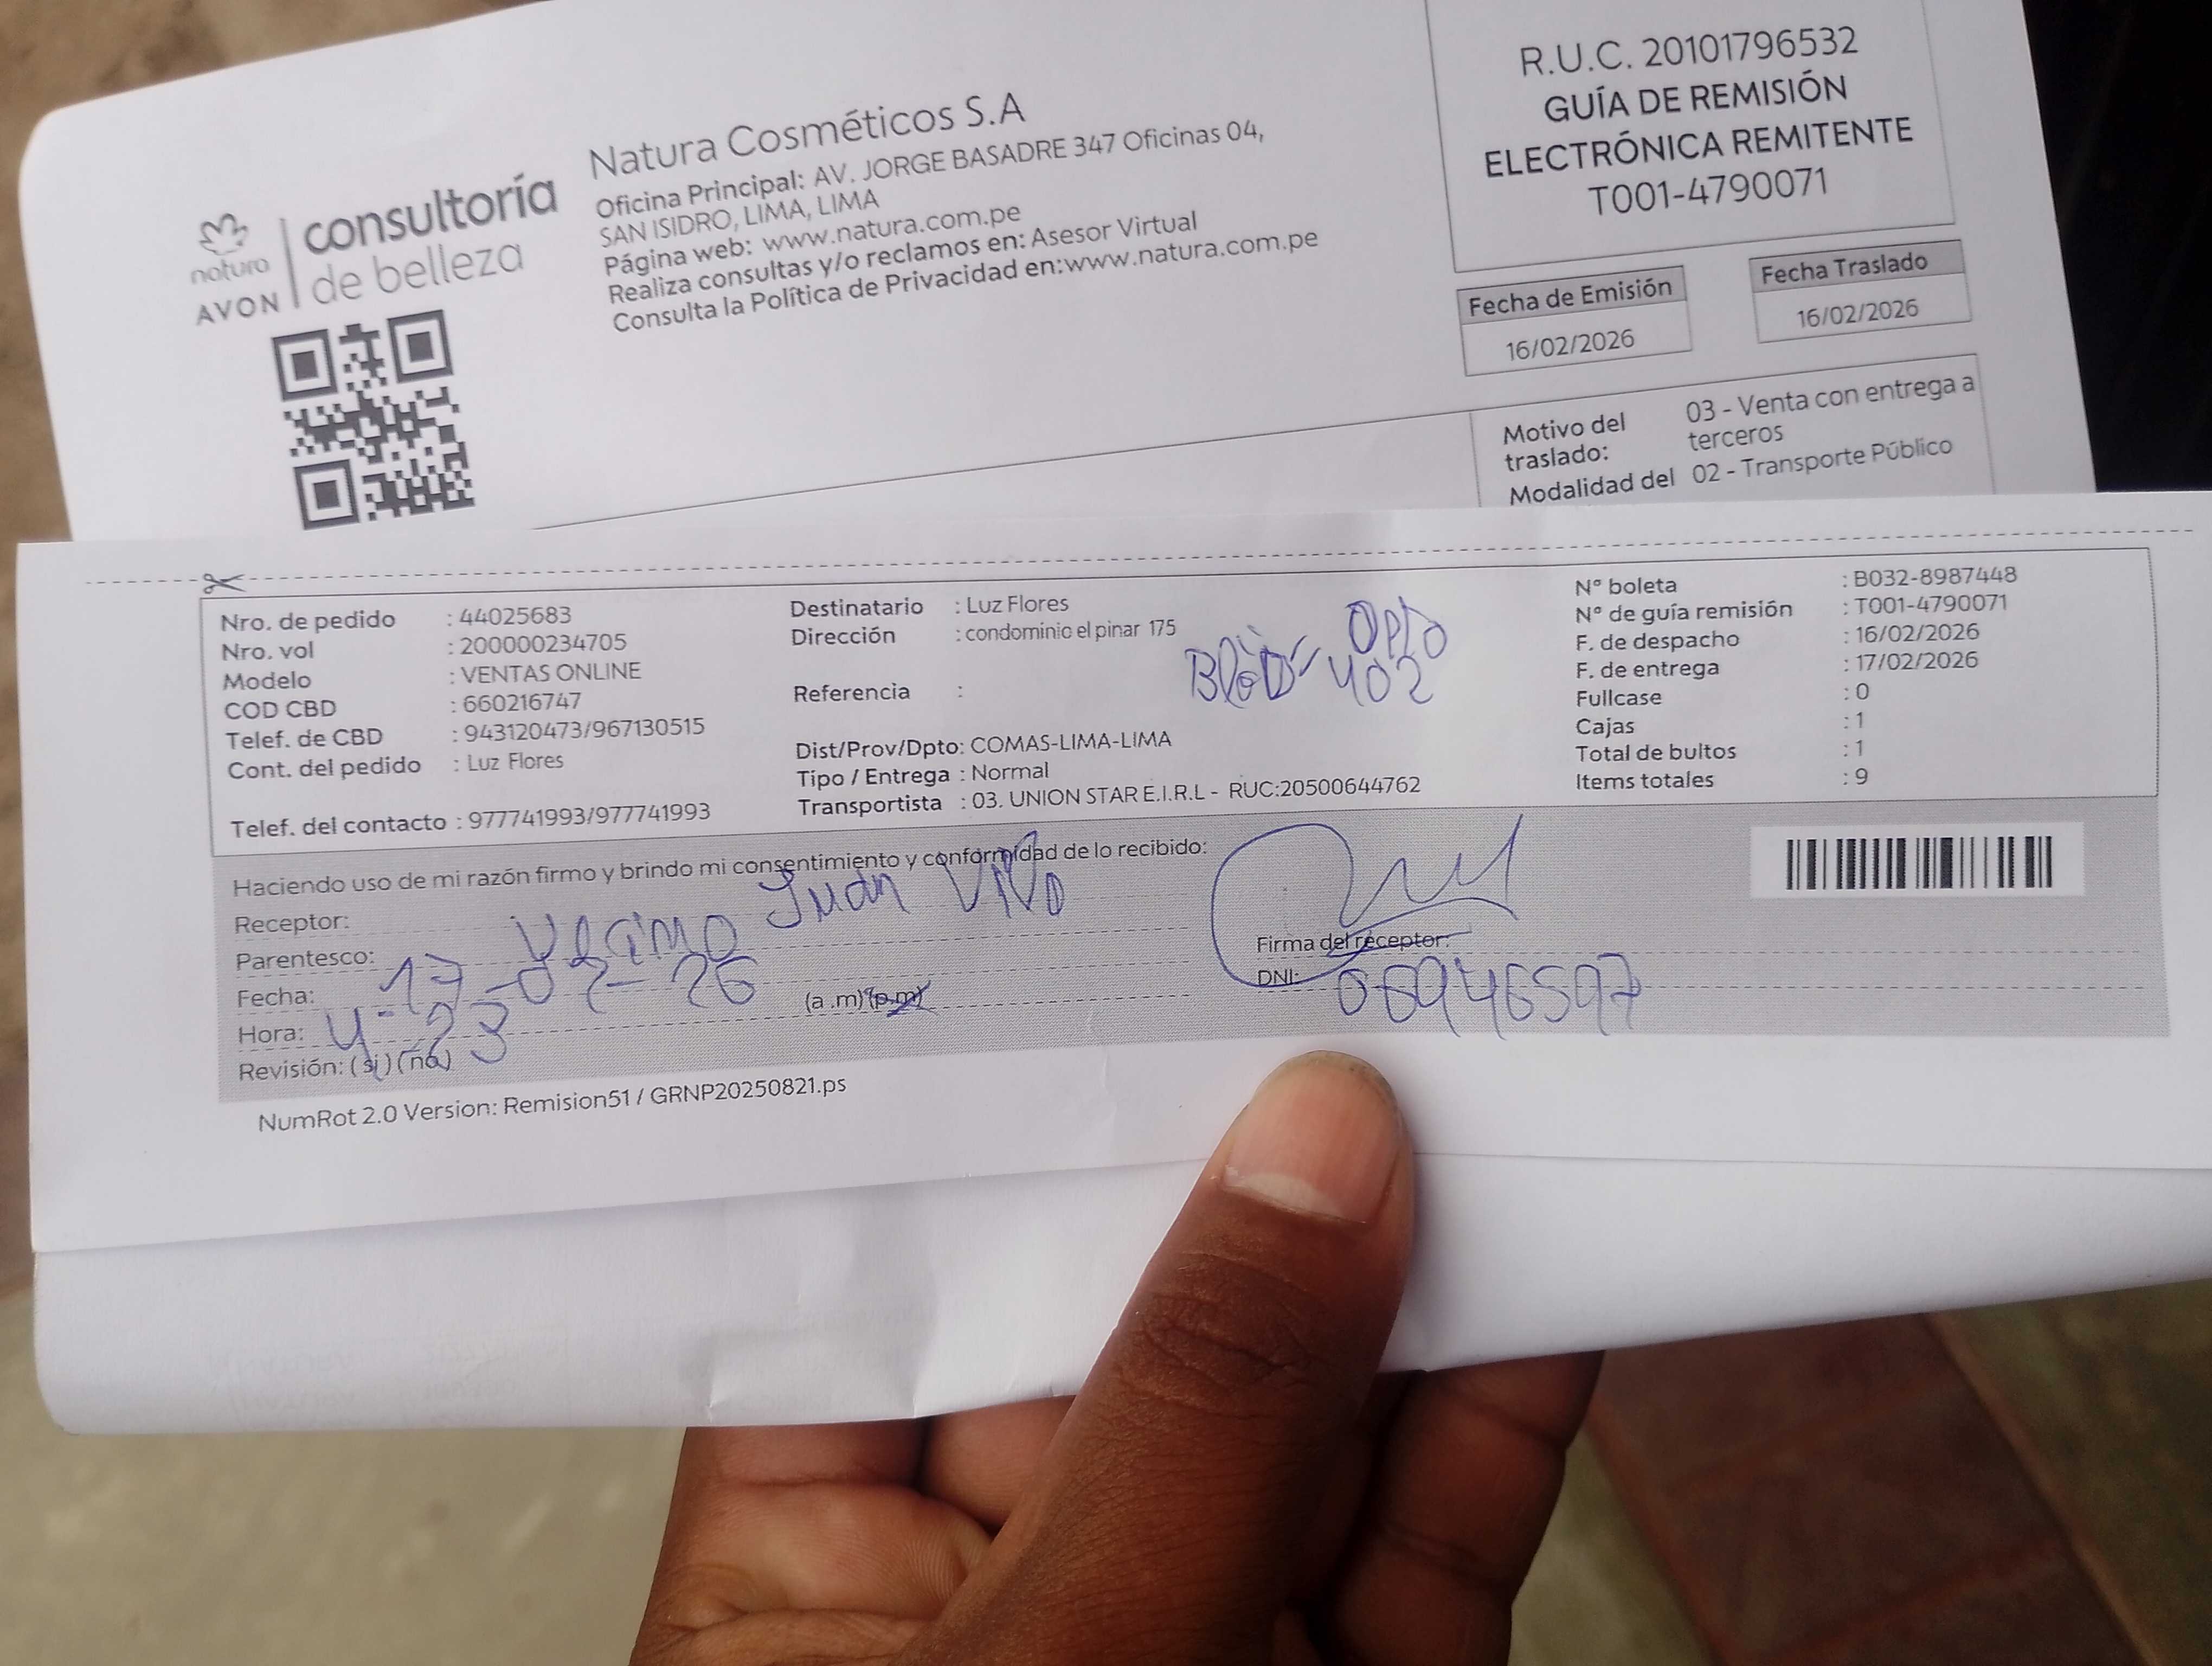 natura
AVON
consultoría
de belleza
Natura Cosméticos S.A
Oficina Principal: AV. JORGE BASADRE 347 Oficinas 04,
SAN ISIDRO, LIMA, LIMA
Página web: www.natura.com.pe
Realiza consultas y/o reclamos en: Asesor Virtual
Consulta la Política de Privacidad en:www.natura.com.pe
R.U.C. 20101796532
GUÍA DE REMISIÓN
ELECTRÓNICA REMITENTE
T001-4790071
Fecha de Emisión
16/02/2026
Fecha Traslado
16/02/2026
Motivo del traslado: 03 - Venta con entrega a terceros
Modalidad del 02 - Transporte Público
Nro. de pedido : 44025683
Nro. vol : 200000234705
Modelo : VENTAS ONLINE
COD CBD : 660216747
Telef. de CBD : 943120473/967130515
Cont. del pedido : Luz Flores
Telef. del contacto : 977741993/977741993
Destinatario : Luz Flores
Dirección : condominio el pinar 175
402
Referencia :
Dist/Prov/Dpto: COMAS-LIMA-LIMA
Tipo / Entrega : Normal
Transportista : 03. UNION STAR E.I.R.L - RUC:20500644762
N° boleta : B032-8987448
N° de guía remisión : T001-4790071
F. de despacho : 16/02/2026
F. de entrega : 17/02/2026
Fullcase : 0
Cajas : 1
Total de bultos : 1
Items totales : 9
Haciendo uso de mi razón firmo y brindo mi consentimiento y conformidad de lo recibido:
Receptor: Juan Vivo
Parentesco: Vecino
Fecha: 17-02-26
Hora: 4-23 (a.m) (p.m)
Revisión: (si) (no)
Firma del receptor:
DNI: 06946597
NumRot 2.0 Version: Remision51 / GRNP20250821.ps